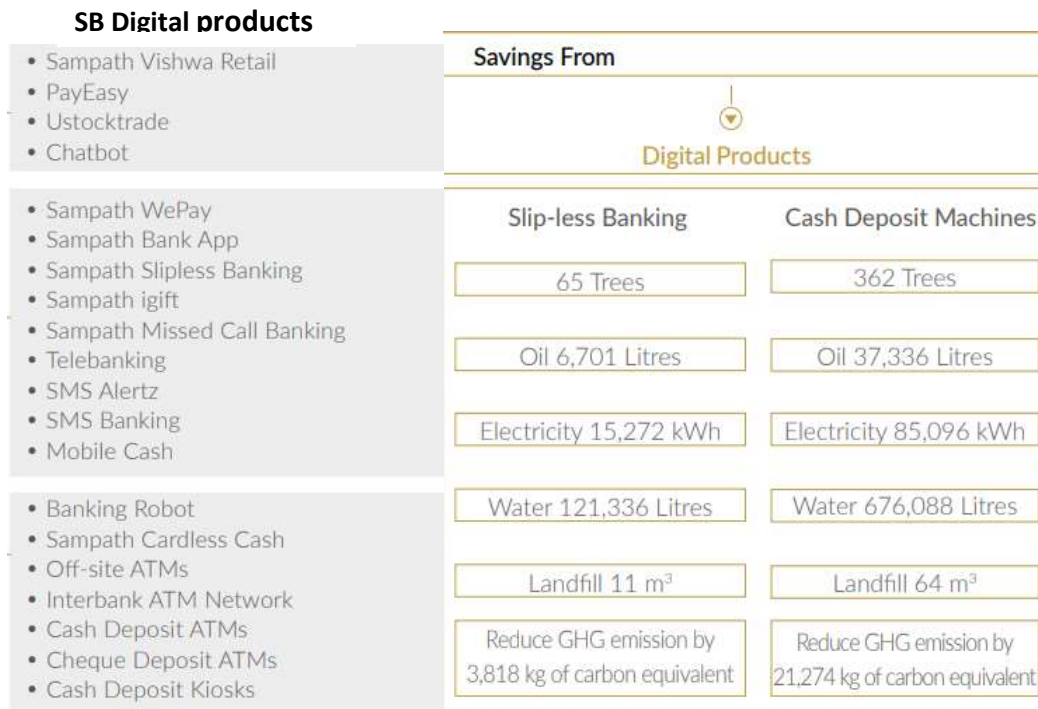 SB Digital products
• Sampath Vishwa Retail
• PayEasy
• Ustocktrade
• Chatbot
• Sampath WePay
• Sampath Bank App
• Sampath Slipless Banking
• Sampath igift
• Sampath Missed Call Banking
• Telebanking
• SMS Alertz
• SMS Banking
• Mobile Cash
• Banking Robot
• Sampath Cardless Cash
• Off-site ATMs
• Interbank ATM Network
• Cash Deposit ATMs
• Cheque Deposit ATMs
• Cash Deposit Kiosks
Savings From
Digital Products
Slip-less Banking
65 Trees
Oil 6,701 Litres
Electricity 15,272 kWh
Water 121,336 Litres
Landfill 11 m³
Reduce GHG emission by
3,818 kg of carbon equivalent
Cash Deposit Machines
362 Trees
Oil 37,336 Litres
Electricity 85,096 kWh
Water 676,088 Litres
Landfill 64 m³
Reduce GHG emission by
21,274 kg of carbon equivalent